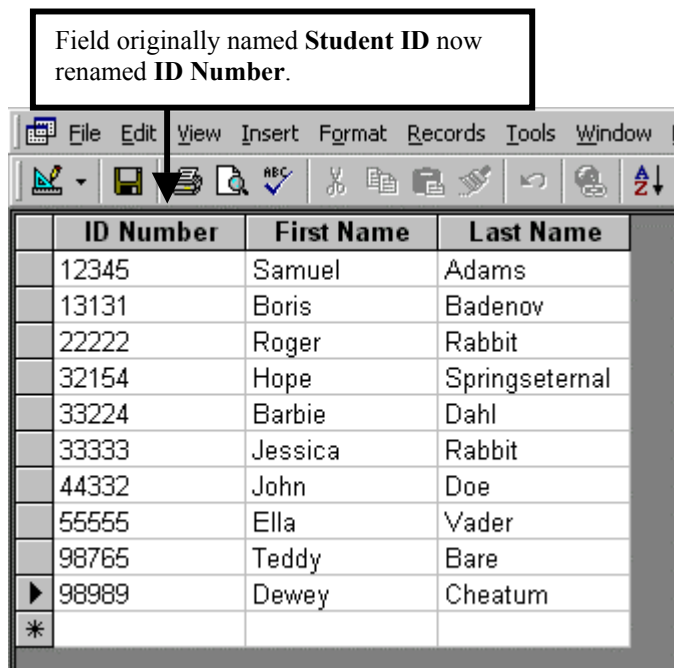 Field originally named Student ID now
renamed ID Number.
File Edit View Insert Format Records Tools Window
ABC A Z
ID Number First Name Last Name
12345 Samuel Adams
13131 Boris Badenov
22222 Roger Rabbit
32154 Hope Springseternal
33224 Barbie Dahl
33333 Jessica Rabbit
44332 John Doe
55555 Ella Vader
98765 Teddy Bare
98989 Dewey Cheatum